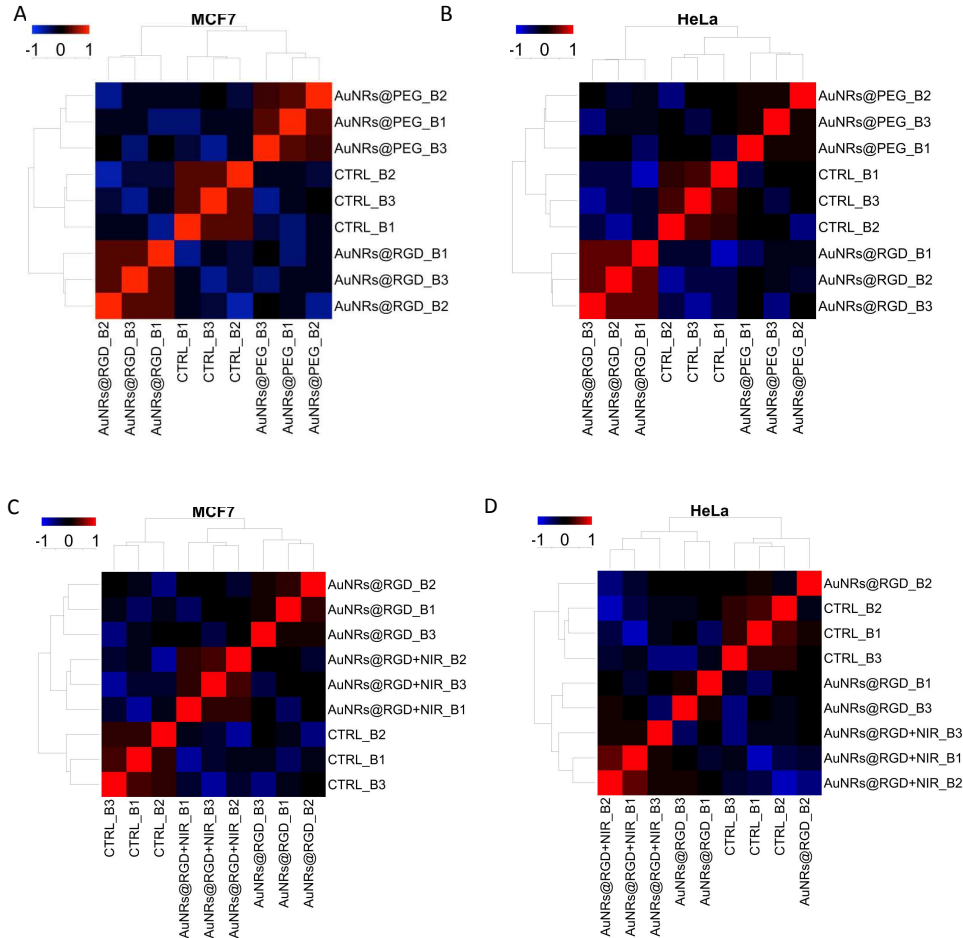 A
MCF7
-1 0 1
AuNRs@PEG_B2
AuNRs@PEG_B1
AuNRs@PEG_B3
CTRL_B2
CTRL_B3
CTRL_B1
AuNRs@RGD_B1
AuNRs@RGD_B3
AuNRs@RGD_B2
AuNRs@RGD_B2
AuNRs@RGD_B3
AuNRs@RGD_B1
CTRL_B1
CTRL_B3
CTRL_B2
AuNRs@PEG_B3
AuNRs@PEG_B1
AuNRs@PEG_B2
B
HeLa
-1 0 1
AuNRs@PEG_B2
AuNRs@PEG_B3
AuNRs@PEG_B1
CTRL_B1
CTRL_B3
CTRL_B2
AuNRs@RGD_B1
AuNRs@RGD_B2
AuNRs@RGD_B3
AuNRs@RGD_B3
AuNRs@RGD_B2
AuNRs@RGD_B1
CTRL_B2
CTRL_B3
CTRL_B1
AuNRs@PEG_B1
AuNRs@PEG_B3
AuNRs@PEG_B2
C
MCF7
-1 0 1
AuNRs@RGD_B2
AuNRs@RGD_B1
AuNRs@RGD_B3
AuNRs@RGD+NIR_B2
AuNRs@RGD+NIR_B3
AuNRs@RGD+NIR_B1
CTRL_B2
CTRL_B1
CTRL_B3
CTRL_B3
CTRL_B1
CTRL_B2
AuNRs@RGD+NIR_B1
AuNRs@RGD+NIR_B3
AuNRs@RGD+NIR_B2
AuNRs@RGD_B3
AuNRs@RGD_B1
AuNRs@RGD_B2
D
HeLa
-1 0 1
AuNRs@RGD_B2
CTRL_B2
CTRL_B1
CTRL_B3
AuNRs@RGD_B1
AuNRs@RGD_B3
AuNRs@RGD+NIR_B3
AuNRs@RGD+NIR_B1
AuNRs@RGD+NIR_B2
AuNRs@RGD+NIR_B2
AuNRs@RGD+NIR_B1
AuNRs@RGD+NIR_B3
AuNRs@RGD_B3
AuNRs@RGD_B1
CTRL_B3
CTRL_B1
CTRL_B2
AuNRs@RGD_B2